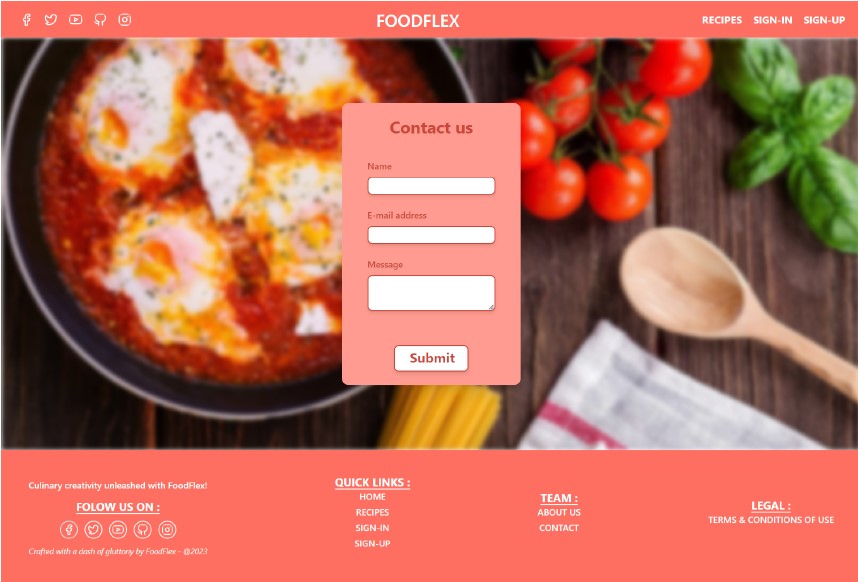 FOODFLEX
RECIPES SIGN-IN SIGN-UP
Contact us
Name
E-mail address
Message
Submit
Culinary creativity unleashed with FoodFlex!
FOLOW US ON :
Crafted with a dash of gluttony by FoodFlex - @2023
QUICK LINKS :
HOME
RECIPES
SIGN-IN
SIGN-UP
TEAM :
ABOUT US
CONTACT
LEGAL :
TERMS & CONDITIONS OF USE